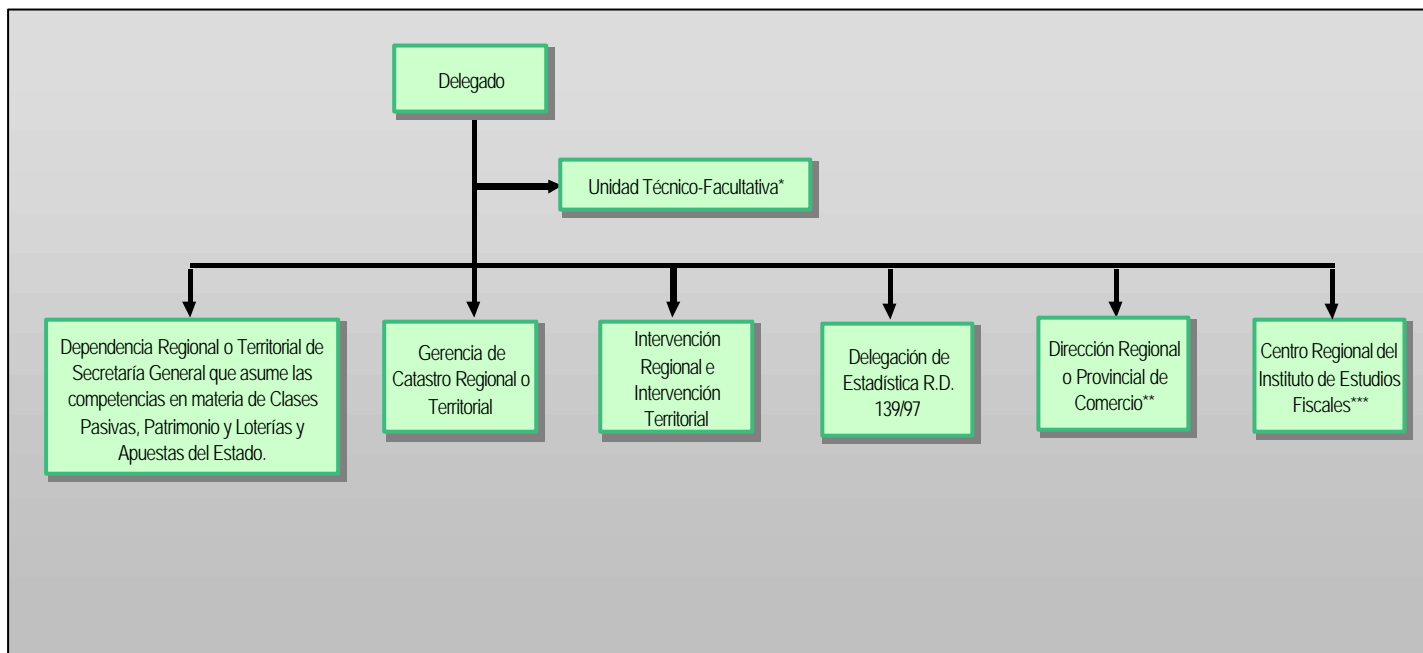 Delegado
Unidad Técnico-Facultativa*
Dependencia Regional o Territorial de
Secretaría General que asume las
competencias en materia de Clases
Pasivas, Patrimonio y Loterías y
Apuestas del Estado.
Gerencia de
Catastro Regional o
Territorial
Intervención
Regional e
Intervención
Territorial
Delegación de
Estadística R.D.
139/97
Dirección Regional
o Provincial de
Comercio**
Centro Regional del
Instituto de Estudios
Fiscales***